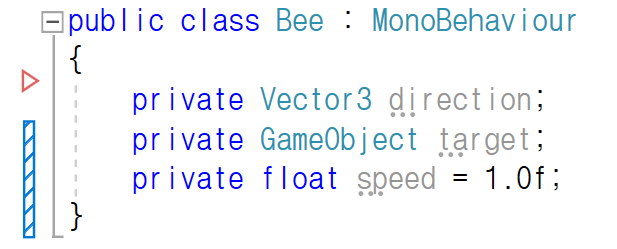 public class Bee : MonoBehaviour
{
    private Vector3 direction;
    private GameObject target;
    private float speed = 1.0f;
}